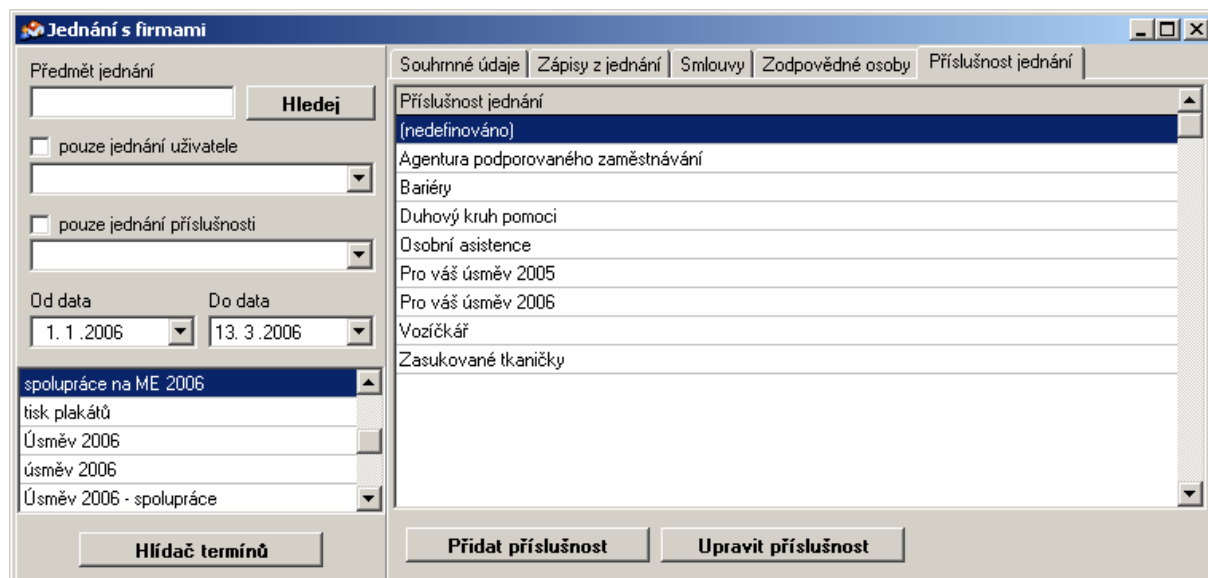 Jednání s firmami
Předmět jednání
Hledej
pouze jednání uživatele
pouze jednání příslušnosti
Od data Do data
1. 1 .2006 13. 3 .2006
spolupráce na ME 2006
tisk plakátů
Úsměv 2006
úsměv 2006
Úsměv 2006 - spolupráce
Hlídač termínů
Souhrnné údaje Zápisy z jednání Smlouvy Zodpovědné osoby Příslušnost jednání
Příslušnost jednání
(nedefinováno)
Agentura podporovaného zaměstnávání
Bariéry
Duhový kruh pomoci
Osobní asistence
Pro váš úsměv 2005
Pro váš úsměv 2006
Vozíčkář
Zasukované tkaničky
Přidat příslušnost Upravit příslušnost